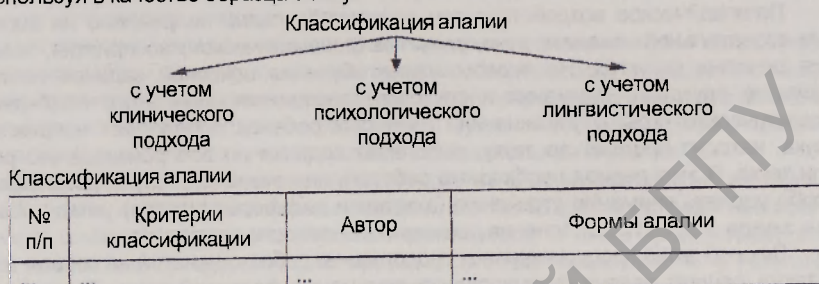 Классификация алалии
с учетом клинического подхода
с учетом психологического подхода
с учетом лингвистического подхода
Классификация алалии
№ п/п
Критерии классификации
Автор
Формы алалии
... ... ...
БГПУ